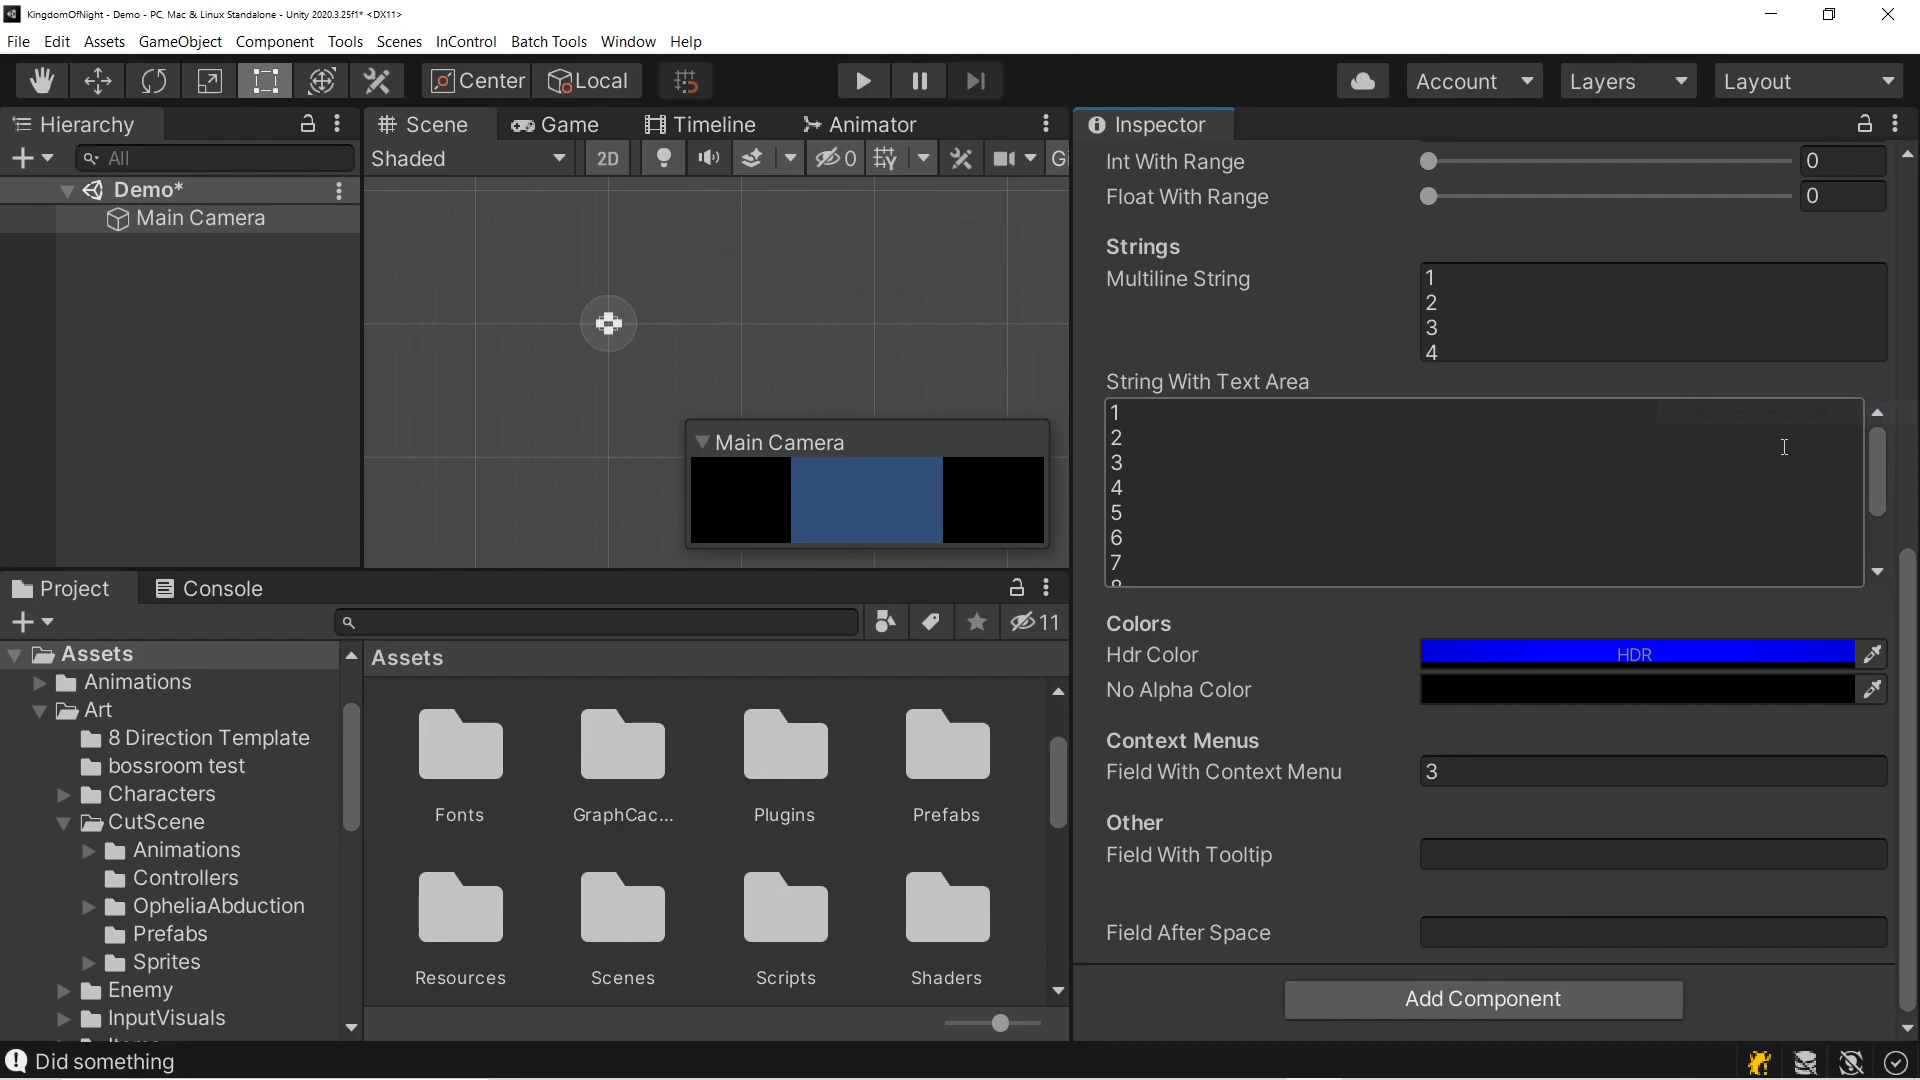 KingdomOfNight - Demo - PC, Mac & Linux Standalone - Unity 2020.3.25f1* <DX11>
File Edit Assets GameObject Component Tools Scenes InControl Batch Tools Window Help
Center Local Account Layers Layout
Hierarchy
All
Demo*
Main Camera
Scene Game Timeline Animator
Shaded 2D 0 Gi
Main Camera
Project Console
11
Assets
Animations
Art
8 Direction Template
bossroom test
Characters
CutScene
Animations
Controllers
OpheliaAbduction
Prefabs
Sprites
Enemy
InputVisuals
Assets
Fonts GraphCac... Plugins Prefabs
Resources Scenes Scripts Shaders
Inspector
Int With Range 0
Float With Range 0
Strings
Multiline String 1
2
3
4
String With Text Area
1
2
3
4
5
6
7
8
Colors
Hdr Color HDR
No Alpha Color
Context Menus
Field With Context Menu 3
Other
Field With Tooltip
Field After Space
Add Component
Did something